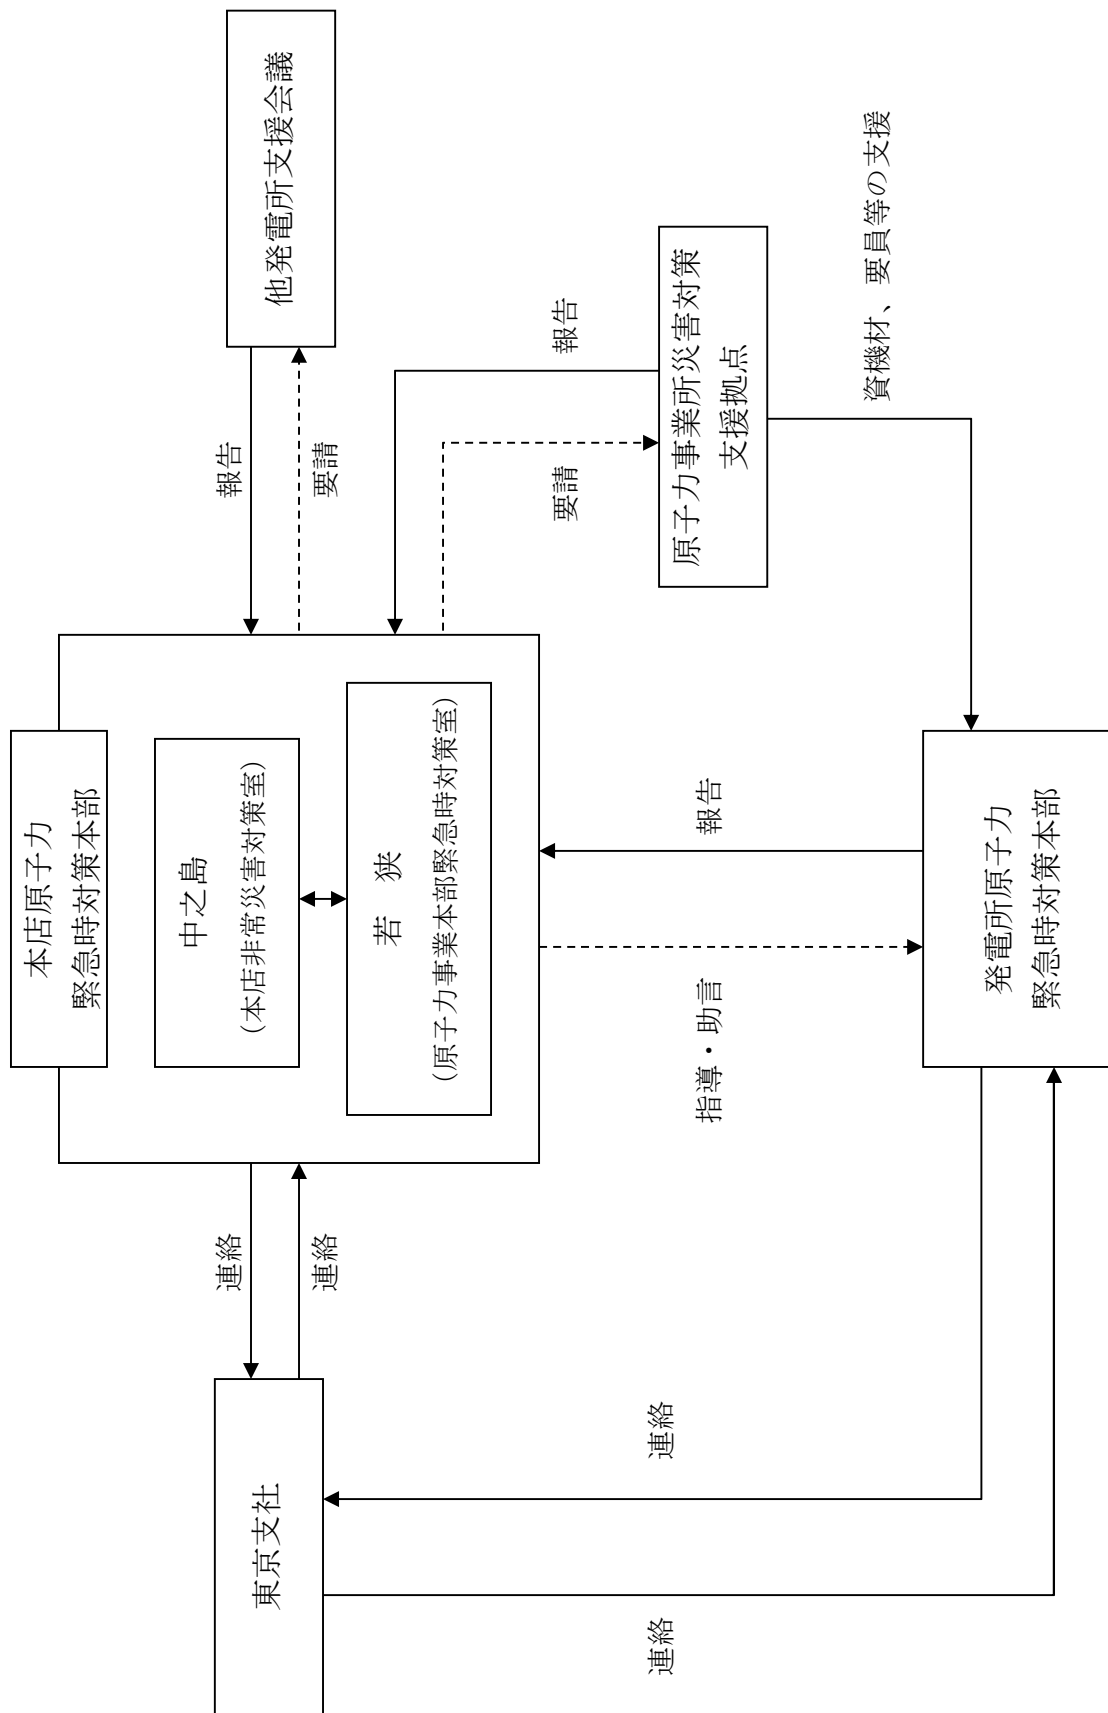 本店原子力
緊急時対策本部
中之島
(本店非常災害対策室)
若　狭
(原子力事業本部緊急時対策室)
東京支社
連絡
連絡
報告
要請
他発電所支援会議
連絡
連絡
指導・助言
報告
要請
報告
原子力事業所災害対策
支援拠点
資機材、要員等の支援
発電所原子力
緊急時対策本部